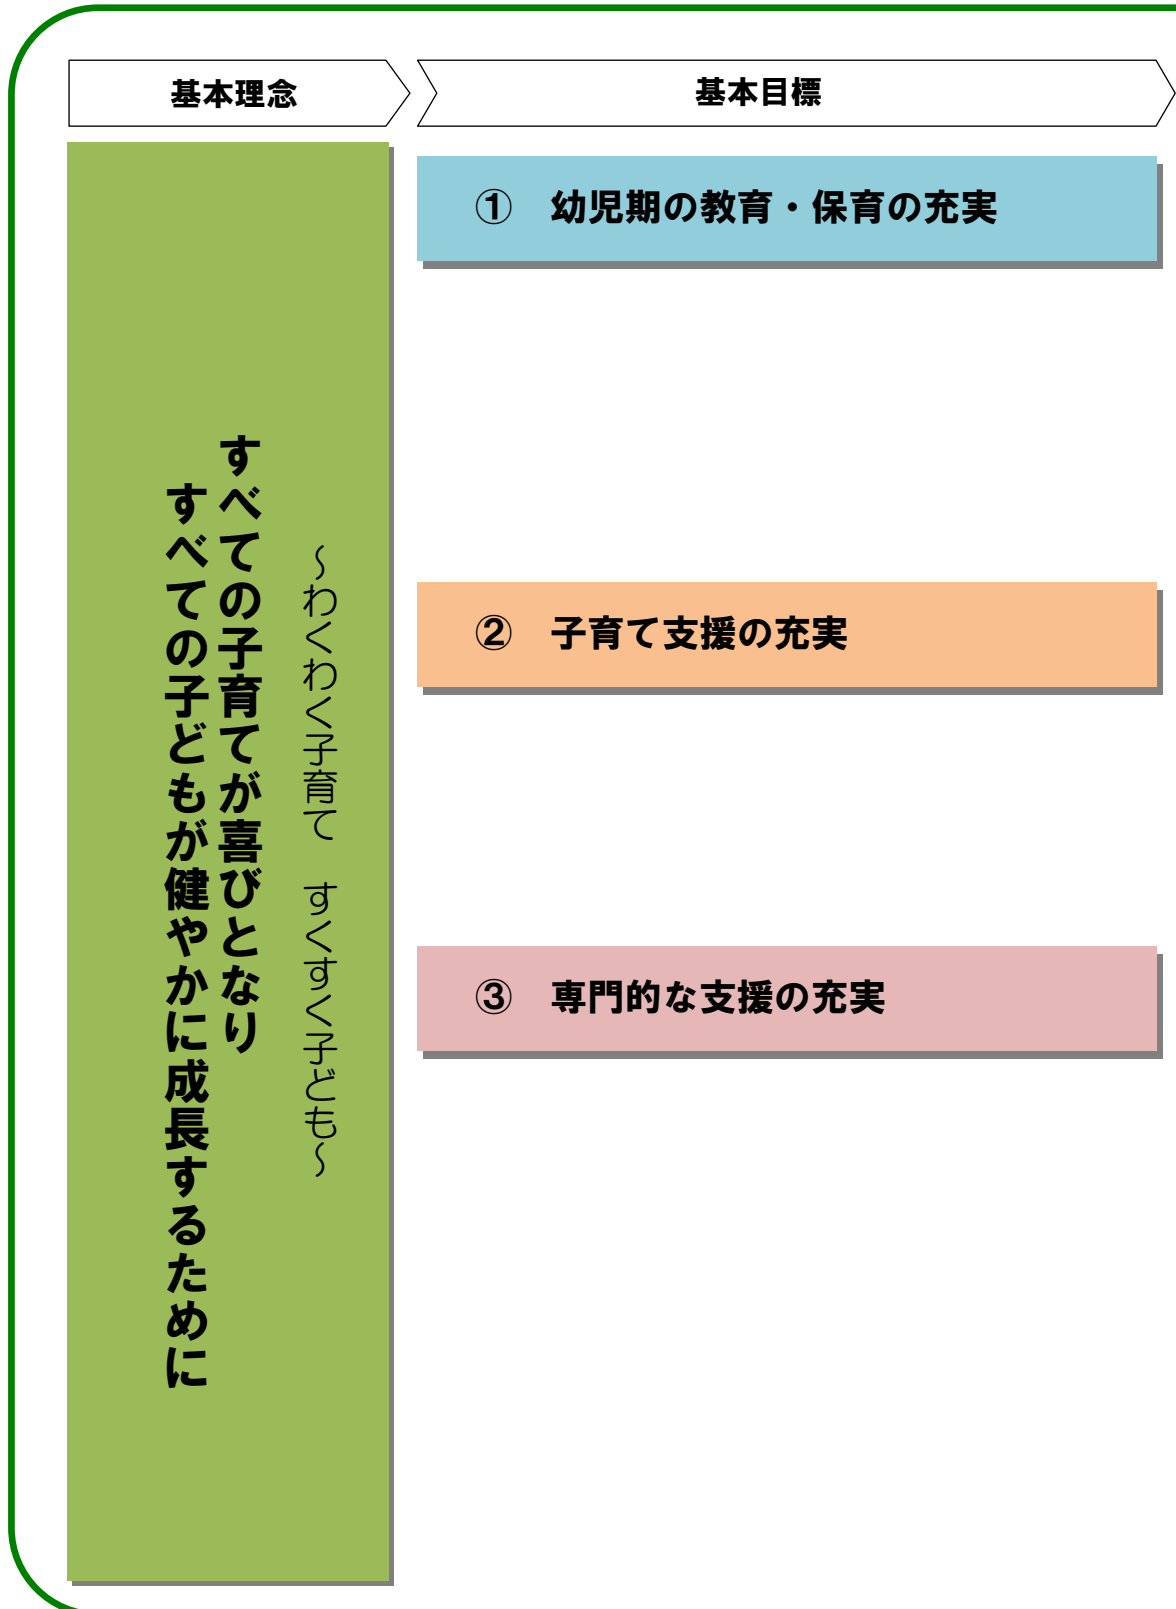 基本理念
基本目標
～わくわく子育て　すくすく子ども～
すべての子育てが喜びとなり
すべての子どもが健やかに成長するために
①　幼児期の教育・保育の充実
②　子育て支援の充実
③　専門的な支援の充実